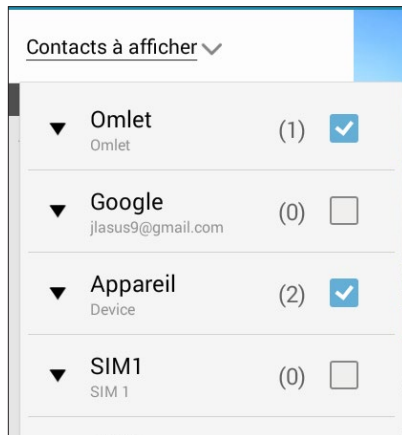 Contacts à afficher
Omlet (1)
Omlet
Google (0)
jlasus9@gmail.com
Appareil (2)
Device
SIM1 (0)
SIM 1